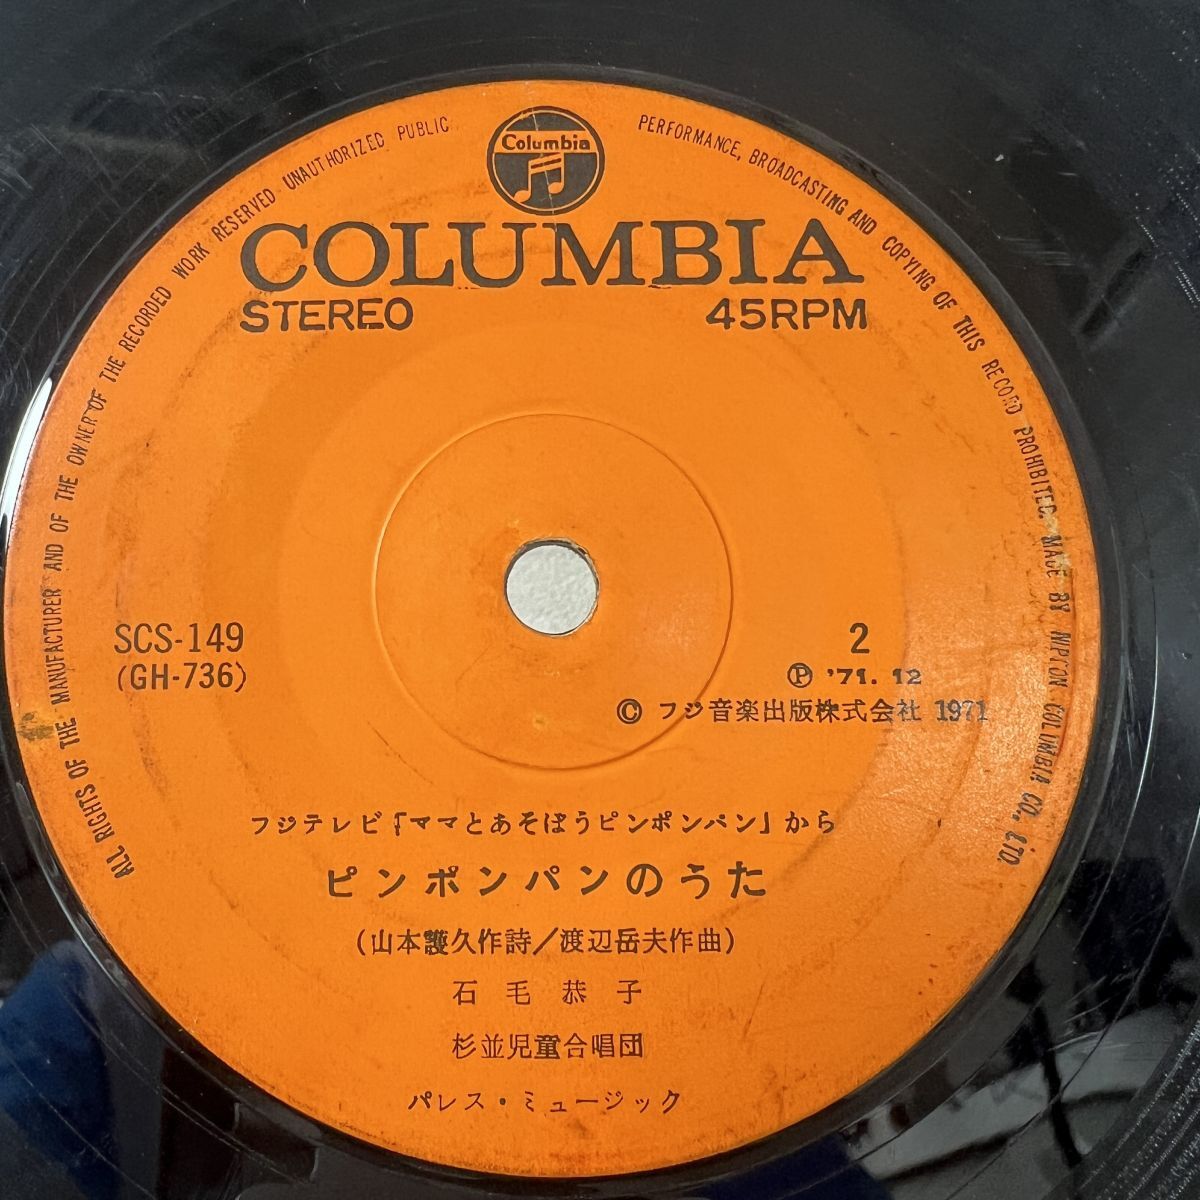 ALL RIGHTS OF THE MANUFACTURER AND OF THE OWNER OF THE RECORDED WORK RESERVED UNAUTHORIZED PUBLIC PERFORMANCE, BROADCASTING AND COPYING OF THIS RECORD PROHIBITED. MADE BY NIPPON COLUMBIA CO., LTD.
Columbia
COLUMBIA
STEREO 45RPM
SCS-149 2
(GH-736) Ⓟ '71. 12
© フジ音楽出版株式会社 1971
フジテレビ「ママとあそぼうピンポンパン」から
ピンポンパンのうた
(山本護久作詩/渡辺岳夫作曲)
石毛恭子
杉並児童合唱団
パレス・ミュージック